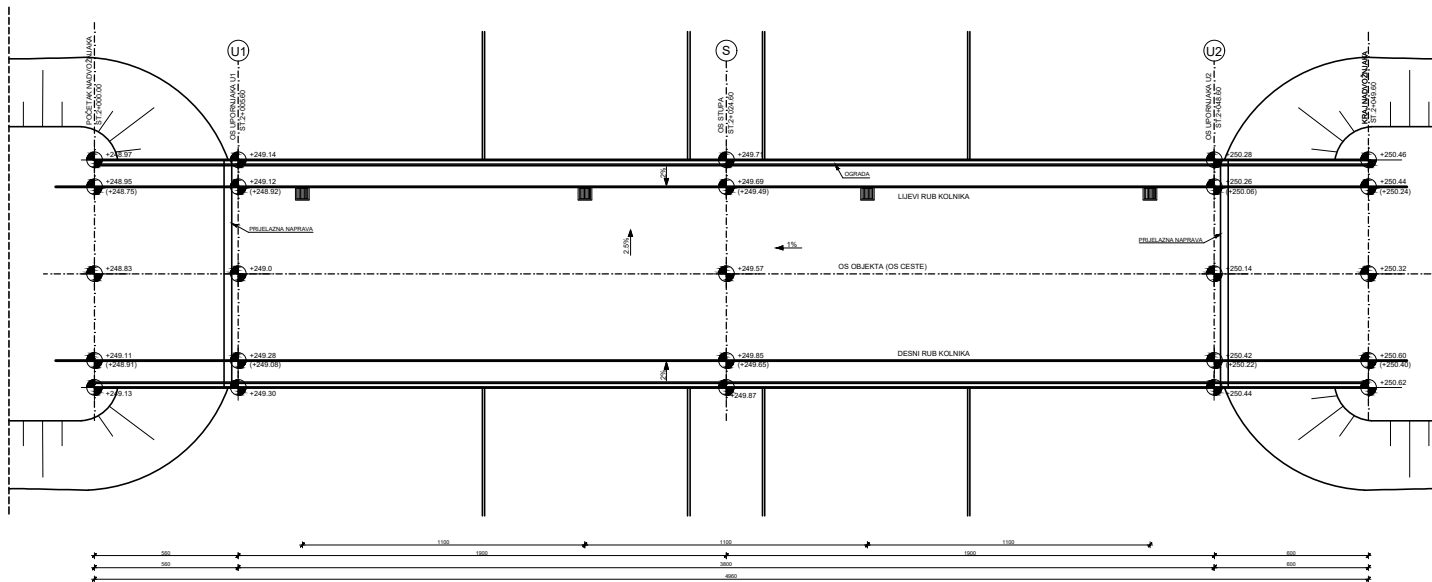 U1
S
U2
POČETAK NADVOŽNJAKA
ST.2+000.00
OS UPORNJAKA U1
ST.2+005.60
OS STUPA
ST.2+024.60
OS UPORNJAKA U2
ST.2+043.60
KRAJ NADVOŽNJAKA
ST.2+049.60
+248.97
+249.14
+249.71
+250.28
+250.46
2%
OGRADA
+248.95
(+248.75)
+249.12
(+248.92)
+249.69
(+249.49)
+250.26
(+250.06)
+250.44
(+250.24)
LIJEVI RUB KOLNIKA
PRIJELAZNA NAPRAVA
2.5%
1%
PRIJELAZNA NAPRAVA
+248.83
+249.0
+249.57
OS OBJEKTA (OS CESTE)
+250.14
+250.32
+249.11
(+248.91)
+249.28
(+249.08)
+249.85
(+249.65)
DESNI RUB KOLNIKA
+250.42
(+250.22)
+250.60
(+250.40)
2%
+249.13
+249.30
+249.87
+250.44
+250.62
1100
1100
1100
560
1900
1900
600
560
3800
600
4960